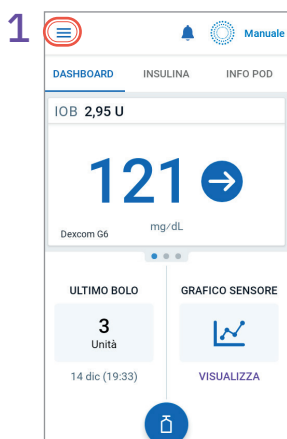 1
Manuale
DASHBOARD INSULINA INFO POD
IOB 2,95 U
121
mg/dL
Dexcom G6
ULTIMO BOLO
3
Unità
14 dic (19:33)
GRAFICO SENSORE
VISUALIZZA